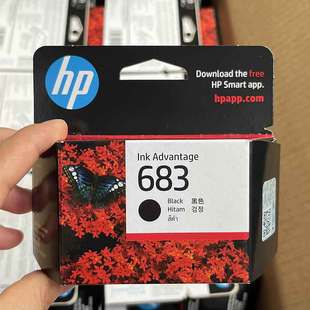 hp
Download the free
HP Smart app.
hpapp.com
Ink Advantage
683
Black 黑色
Hitam 검정
สีดำ